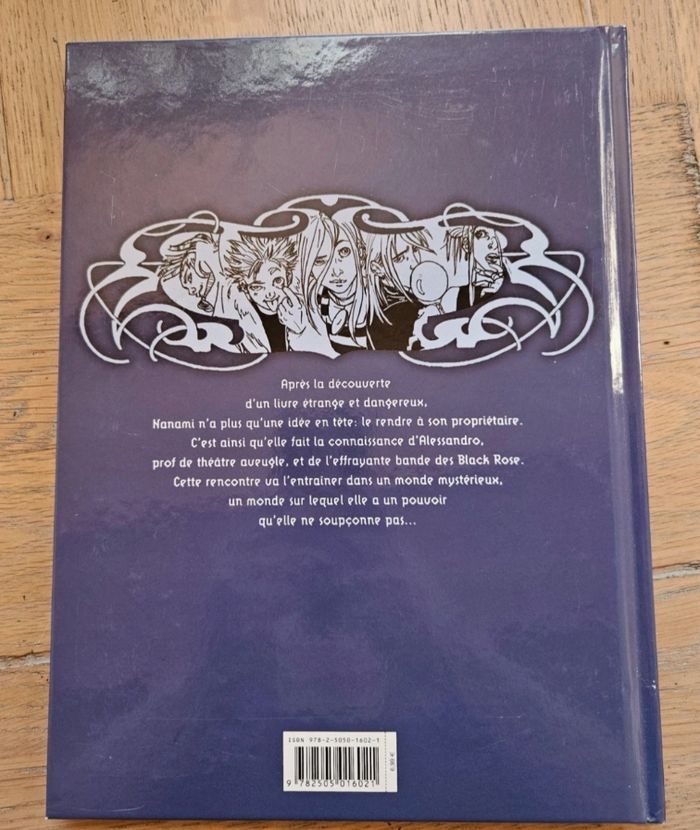 Après la découverte
d'un livre étrange et dangereux,
Nanami n'a plus qu'une idée en tête: le rendre à son propriétaire.
C'est ainsi qu'elle fait la connaissance d'Alessandro,
prof de théâtre aveugle, et de l'effrayante bande des Black Rose.
Cette rencontre va l'entraîner dans un monde mystérieux,
un monde sur lequel elle a un pouvoir
qu'elle ne soupçonne pas...
ISBN 978-2-5050-1602-1
9 782505 016021